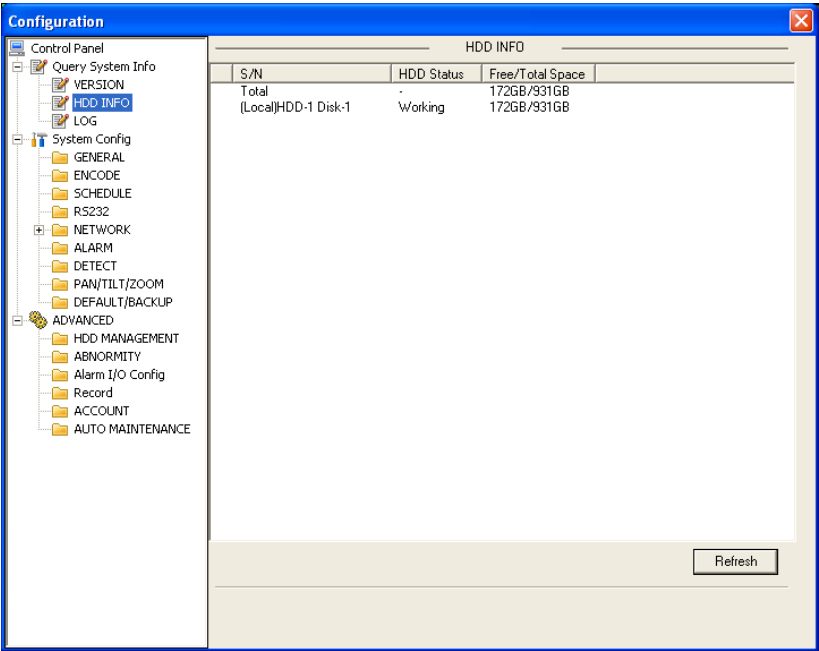 Configuration
Control Panel
Query System Info
VERSION
HDD INFO
LOG
System Config
GENERAL
ENCODE
SCHEDULE
RS232
NETWORK
ALARM
DETECT
PAN/TILT/ZOOM
DEFAULT/BACKUP
ADVANCED
HDD MANAGEMENT
ABNORMITY
Alarm I/O Config
Record
ACCOUNT
AUTO MAINTENANCE
HDD INFO
S/N HDD Status Free/Total Space
Total - 172GB/931GB
(Local)HDD-1 Disk-1 Working 172GB/931GB
Refresh